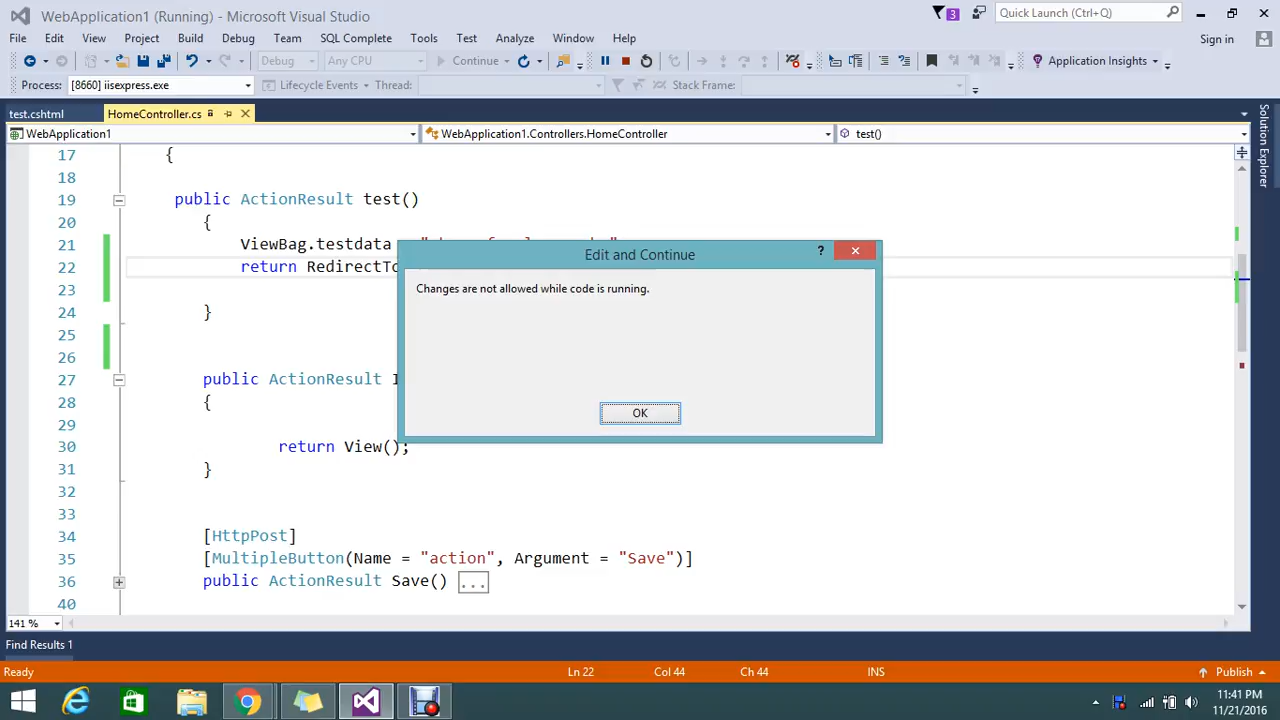 WebApplication1 (Running) - Microsoft Visual Studio
3
Quick Launch (Ctrl+Q)
File Edit View Project Build Debug Team SQL Complete Tools Test Analyze Window Help
Sign in
Debug Any CPU Continue Application Insights
Process: [8660] iisexpress.exe Lifecycle Events Thread: Stack Frame:
test.cshtml HomeController.cs
WebApplication1 WebApplication1.Controllers.HomeController test()
Solution Explorer
17 {
18
19 public ActionResult test()
20 {
21 ViewBag.testdata
22 return
23
24 }
25
26
27 public ActionResult
28 {
29
30 return View();
31 }
32
33
34 [HttpPost]
35 [MultipleButton(Name = "action", Argument = "Save")]
36 public ActionResult Save() ...
40
Edit and Continue
?
Changes are not allowed while code is running.
OK
141 %
Find Results 1
Ready Ln 22 Col 44 Ch 44 INS Publish
11:41 PM
11/21/2016